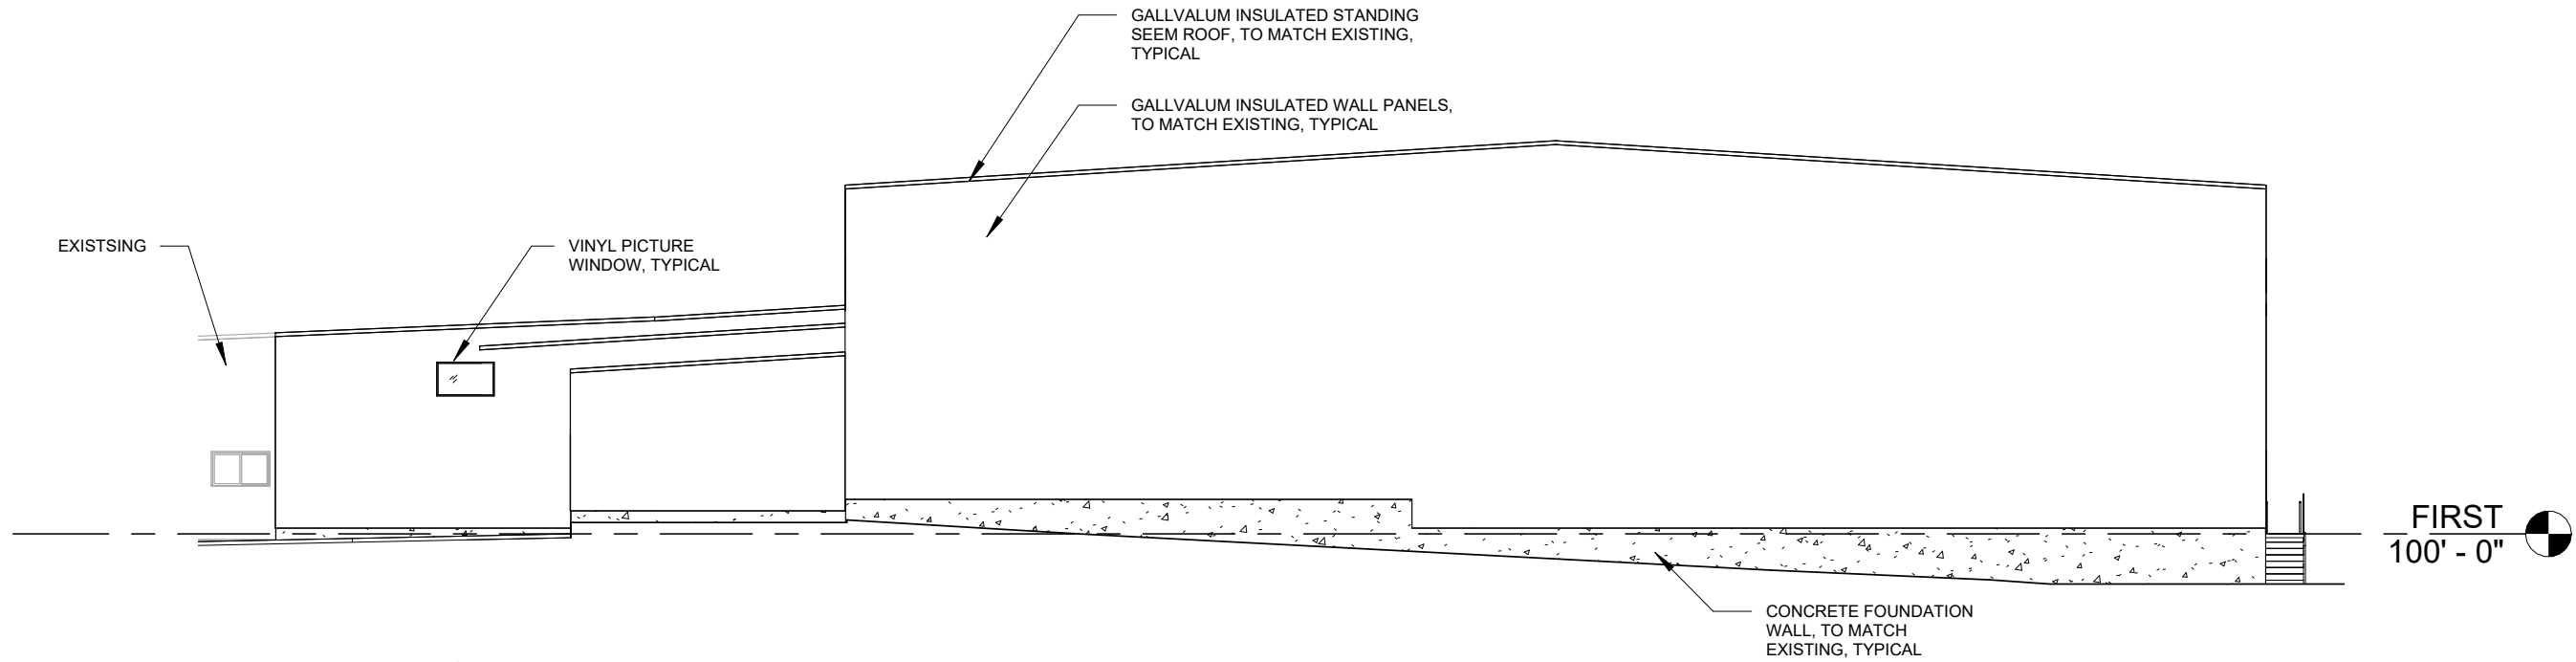 GALLVALUM INSULATED STANDING
SEEM ROOF, TO MATCH EXISTING,
TYPICAL
GALLVALUM INSULATED WALL PANELS,
TO MATCH EXISTING, TYPICAL
EXISTSING
VINYL PICTURE
WINDOW, TYPICAL
FIRST
100' - 0"
CONCRETE FOUNDATION
WALL, TO MATCH
EXISTING, TYPICAL